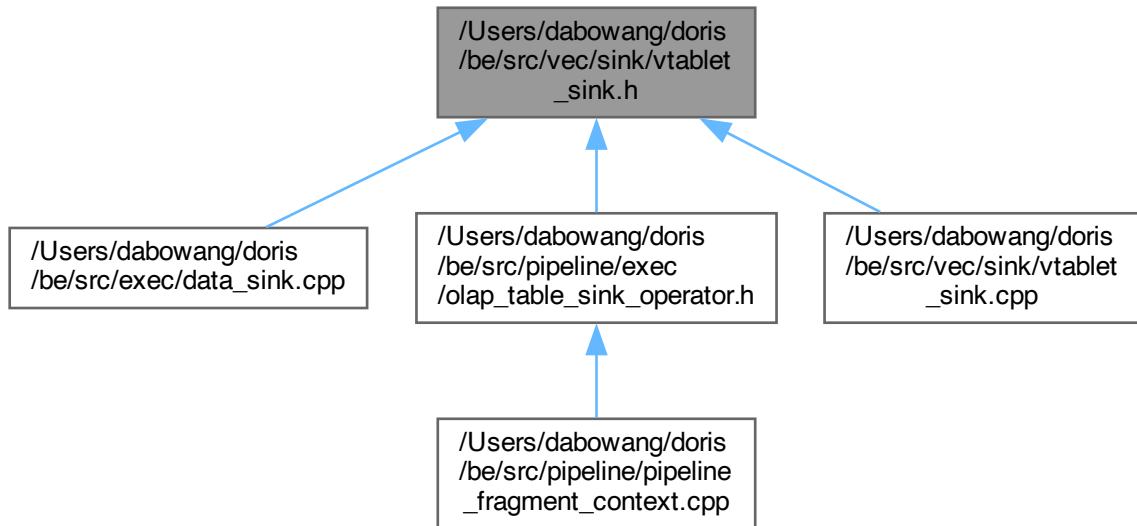 /Users/dabowang/doris
/be/src/vec/sink/vtablet
_sink.h
/Users/dabowang/doris
/be/src/exec/data_sink.cpp
/Users/dabowang/doris
/be/src/pipeline/exec
/olap_table_sink_operator.h
/Users/dabowang/doris
/be/src/vec/sink/vtablet
_sink.cpp
/Users/dabowang/doris
/be/src/pipeline/pipeline
_fragment_context.cpp